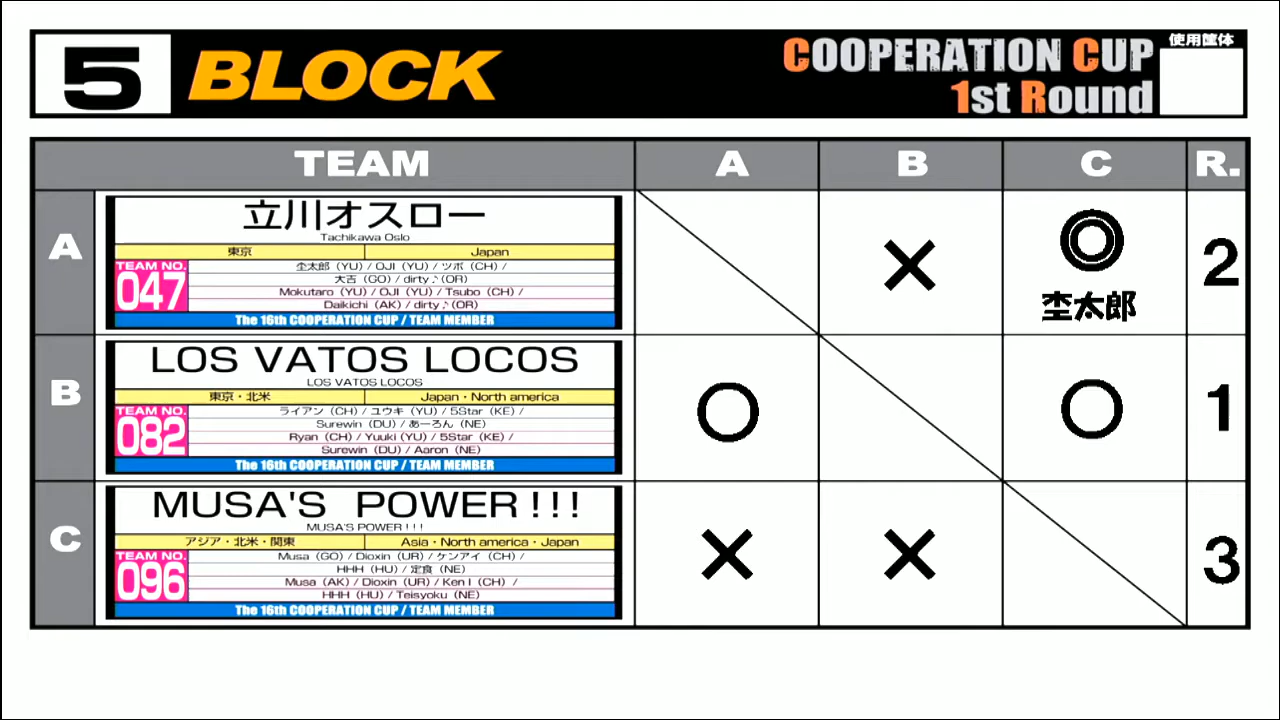 5 BLOCK
COOPERATION CUP
1st Round
使用筐体
TEAM A B C R.
A
立川オスロー
Tachikawa Oslo
東京 Japan
TEAM NO.
047
杢太郎 (YU) / OJI (YU) / ツボ (CH) /
大吉 (GO) / dirty♪(OR)
Mokutaro (YU) / OJI (YU) / Tsubo (CH) /
Daikichi (AK) / dirty♪(OR)
The 16th COOPERATION CUP / TEAM MEMBER
× ◎ 2
杢太郎
B
LOS VATOS LOCOS
LOS VATOS LOCOS
東京・北米 Japan・North america
TEAM NO.
082
ライアン (CH) / ユウキ (YU) / 5Star (KE) /
Surewin (DU) / あーろん (NE)
Ryan (CH) / Yuuki (YU) / 5Star (KE) /
Surewin (DU) / Aaron (NE)
The 16th COOPERATION CUP / TEAM MEMBER
○ ○ 1
C
MUSA'S POWER!!!
MUSA'S POWER!!!
アジア・北米・関東 Asia・North america・Japan
TEAM NO.
096
Musa (GO) / Dioxin (UR) / ケンアイ (CH) /
HHH (HU) / 定食 (NE)
Musa (AK) / Dioxin (UR) / Ken I (CH) /
HHH (HU) / Teisyoku (NE)
The 16th COOPERATION CUP / TEAM MEMBER
× × 3